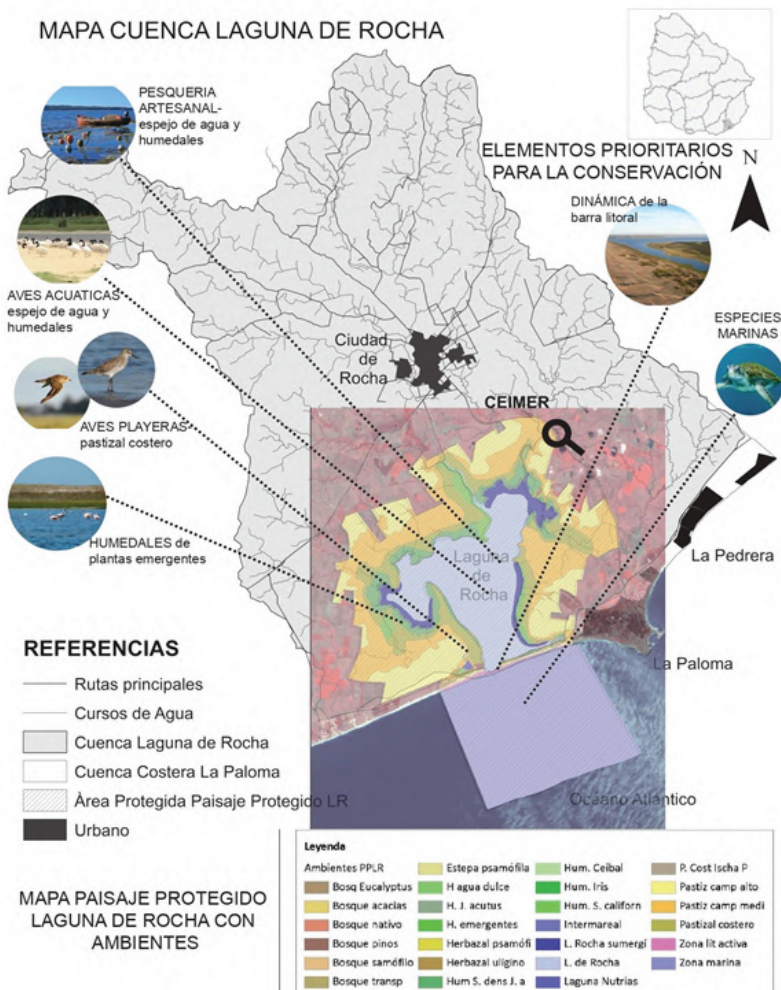 MAPA CUENCA LAGUNA DE ROCHA
PESQUERIA
ARTESANAL-
espejo de agua y
humedales
ELEMENTOS PRIORITARIOS
PARA LA CONSERVACIÓN
N
DINÁMICA de la
barra litoral
AVES ACUATICAS
espejo de agua y
humedales
ESPECIES
MARINAS
Ciudad
de
Rocha
AVES PLAYERAS
pastizal costero
CEIMER
HUMEDALES de
plantas emergentes
Laguna
de
Rocha
La Pedrera
La Paloma
Océano Atlántico
REFERENCIAS
Rutas principales
Cursos de Agua
Cuenca Laguna de Rocha
Cuenca Costera La Paloma
Àrea Protegida Paisaje Protegido LR
Urbano
MAPA PAISAJE PROTEGIDO
LAGUNA DE ROCHA CON
AMBIENTES
Leyenda
Ambientes PPLR
Bosq Eucalyptus
Bosque acacias
Bosque nativo
Bosque pinos
Bosque samófilo
Bosque transp
Estepa psamófila
H agua dulce
H. J. acutus
H. emergentes
Herbazal psamófi
Herbazal uligino
Hum S. dens J. a
Hum. Ceibal
Hum. Iris
Hum. S. californ
Intermareal
L. Rocha sumergi
L. de Rocha
Laguna Nutrias
P. Cost Ischa P
Pastiz camp alto
Pastiz camp medi
Pastizal costero
Zona lit activa
Zona marina